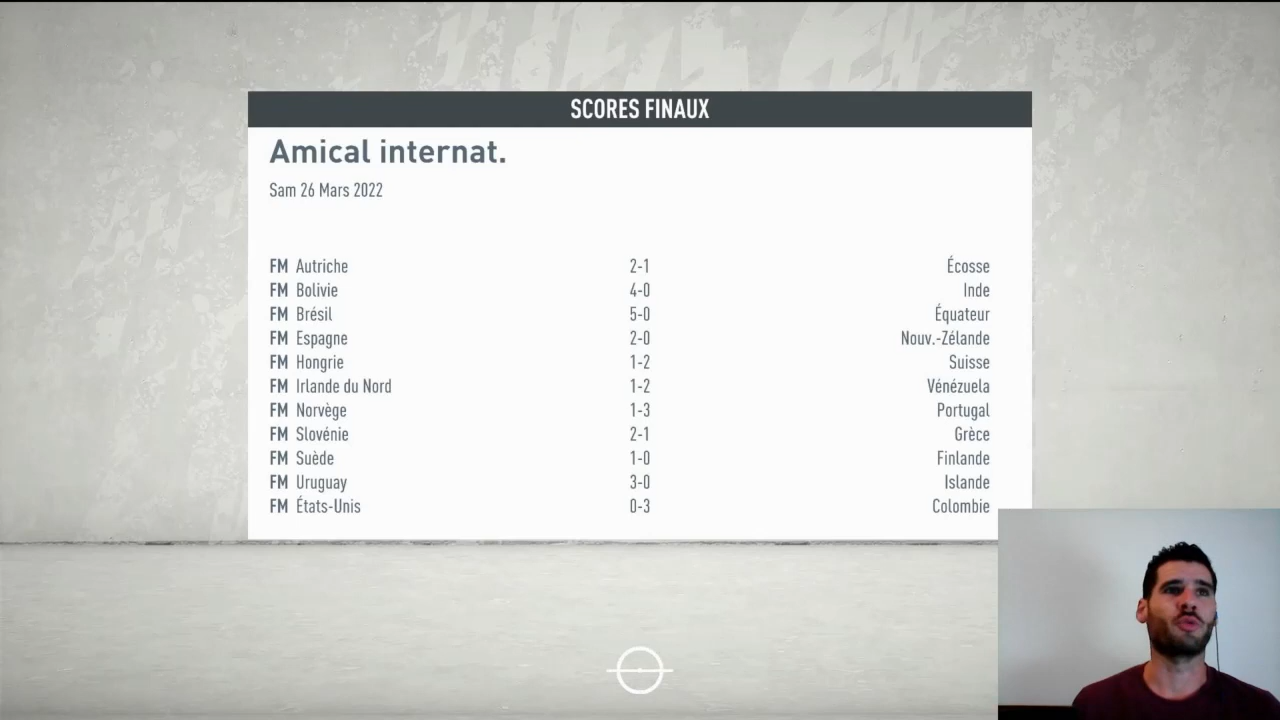 SCORES FINAUX
Amical internat.
Sam 26 Mars 2022
FM Autriche 2-1 Écosse
FM Bolivie 4-0 Inde
FM Brésil 5-0 Équateur
FM Espagne 2-0 Nouv.-Zélande
FM Hongrie 1-2 Suisse
FM Irlande du Nord 1-2 Vénézuela
FM Norvège 1-3 Portugal
FM Slovénie 2-1 Grèce
FM Suède 1-0 Finlande
FM Uruguay 3-0 Islande
FM États-Unis 0-3 Colombie